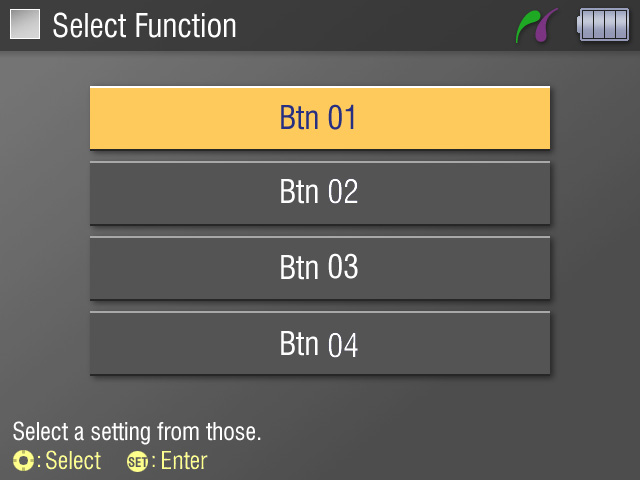 Select Function
Btn 01
Btn 02
Btn 03
Btn 04
Select a setting from those.
: Select SET : Enter